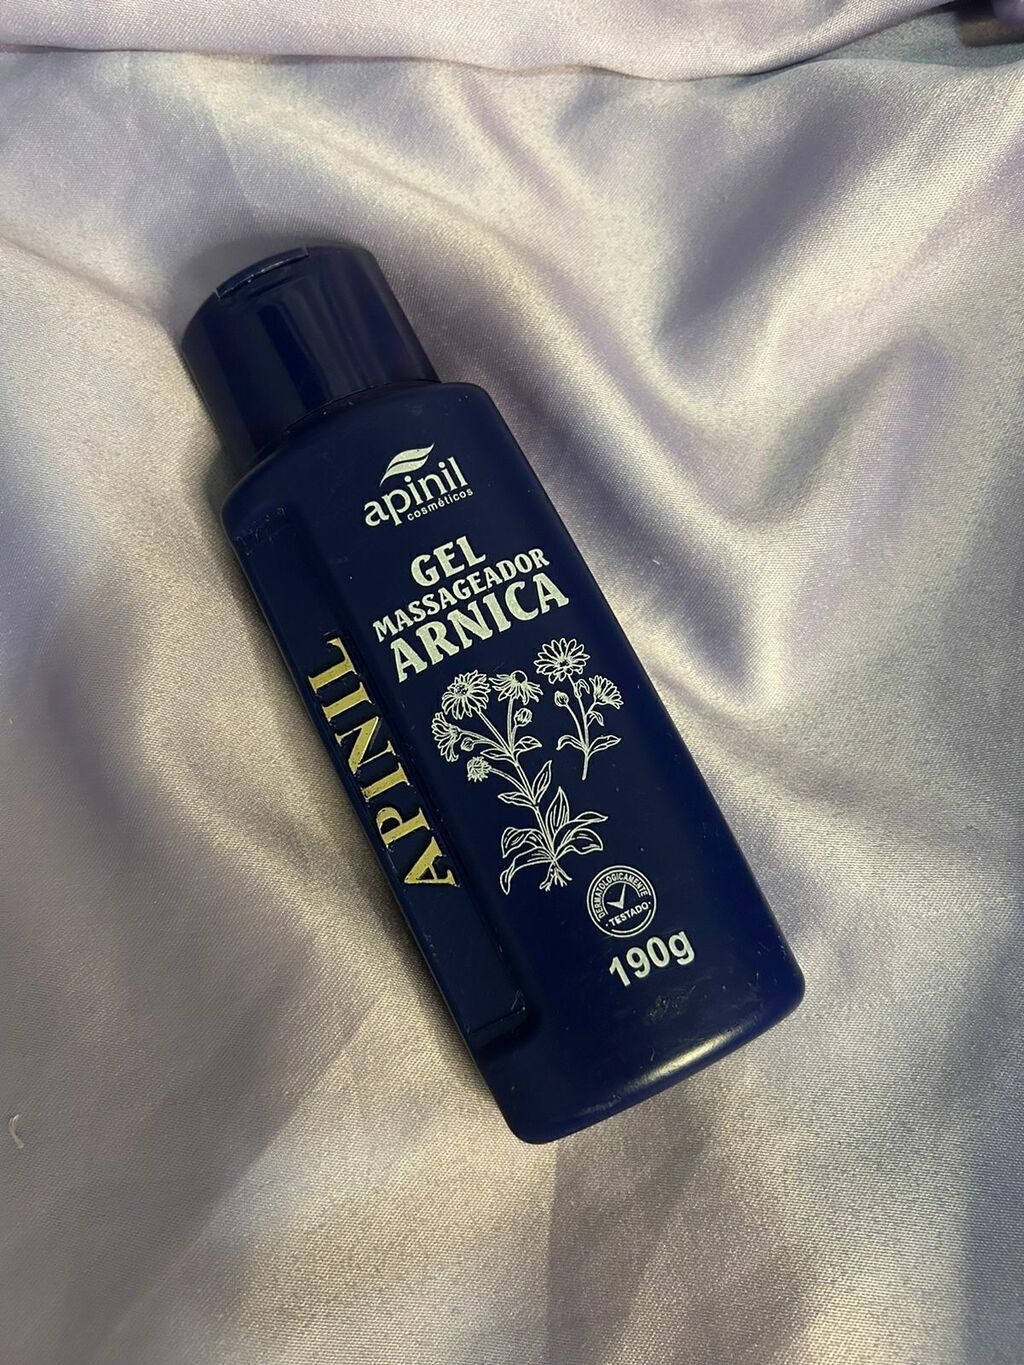 apinil
cosméticos
GEL
MASSAGEADOR
ARNICA
APINIL
DERMATOLOGICAMENTE
· TESTADO ·
190g